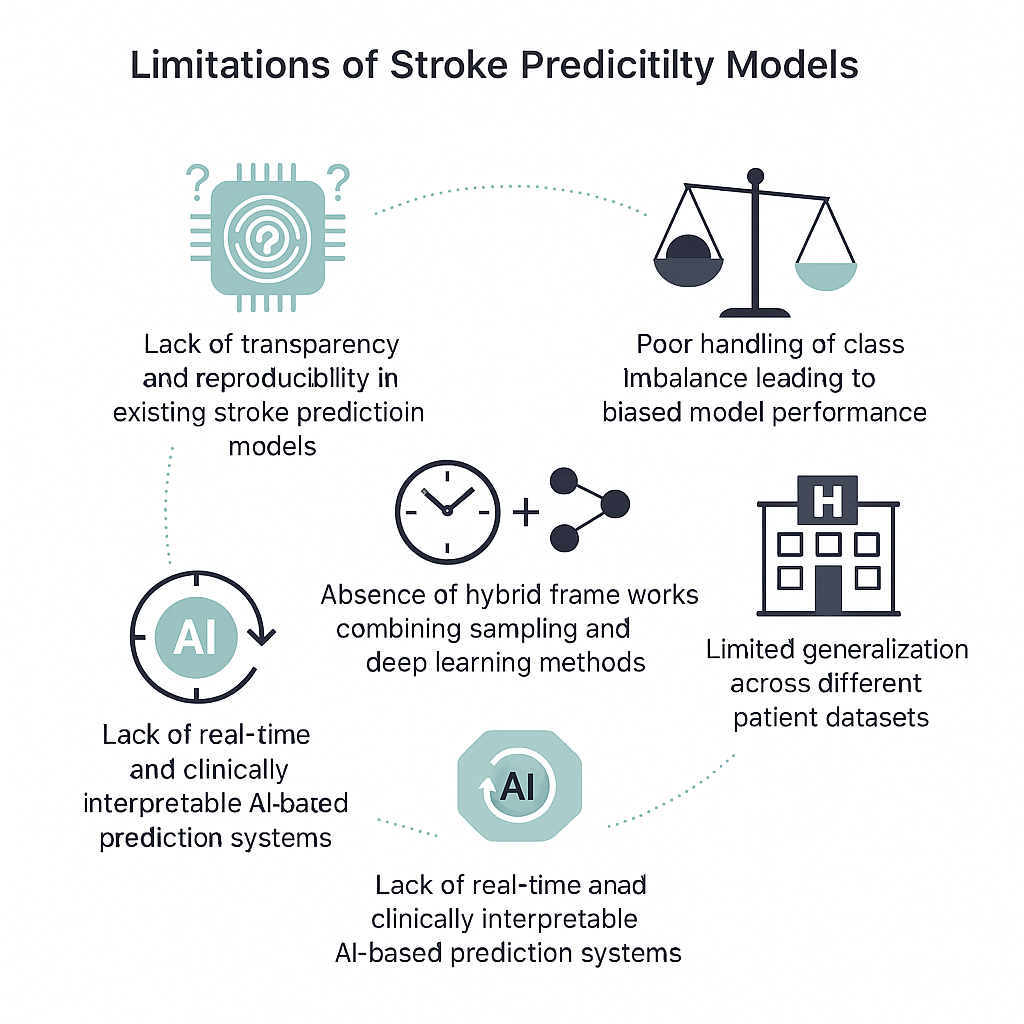 Limitations of Stroke Predicitilty Models
? ?
?
Lack of transparency
and reproducibllity in
existing stroke predictioin
models
Poor handling of class
Imbalance leading to
biased model performance
+
Absence of hybrid frame works
combining sampling and
deep learning methods
H
Limited generalization
across different
patient datasets
AI
Lack of real-time
and clinically
interpretable AI-bated
prediction systems
AI
Lack of real-time anad
clinically interpretable
AI-based prediction systems